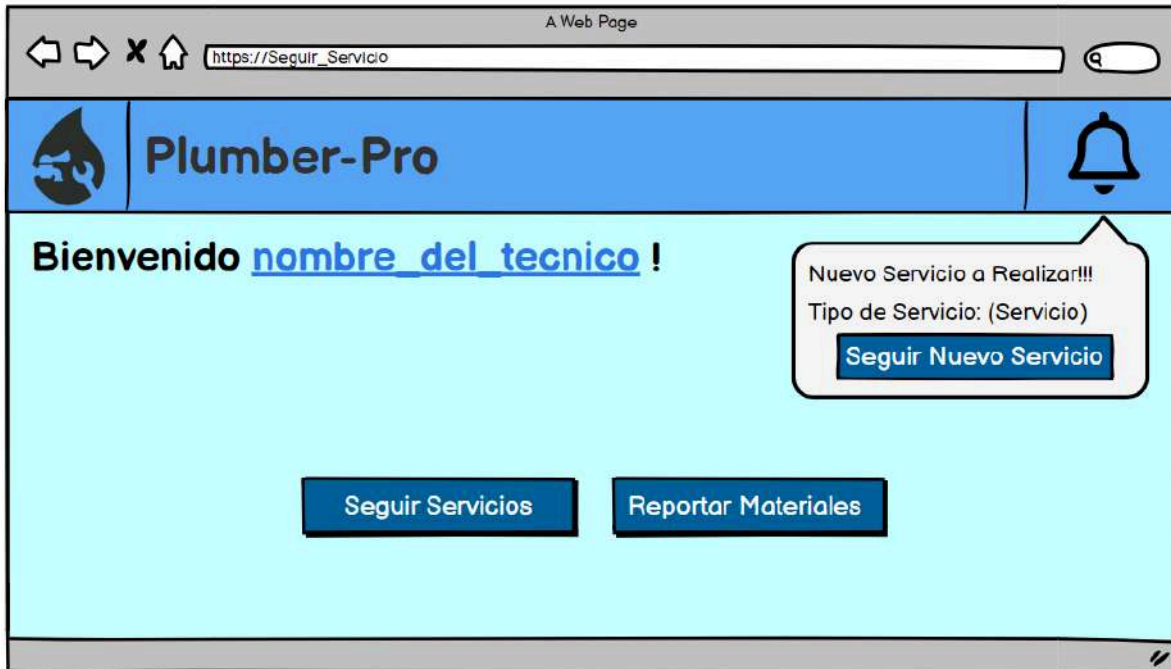 A Web Page
https://Seguir_Servicio
Plumber-Pro
Bienvenido nombre_del_tecnico !
Nuevo Servicio a Realizar!!!
Tipo de Servicio: (Servicio)
Seguir Nuevo Servicio
Seguir Servicios
Reportar Materiales